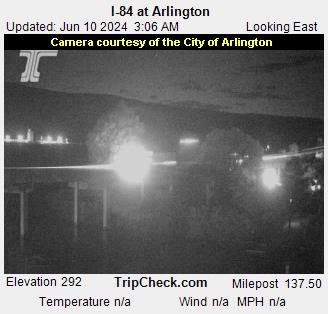 I-84 at Arlington
Updated: Jun 10 2024 3:06 AM Looking East
Camera courtesy of the City of Arlington
Elevation 292 TripCheck.com Milepost 137.50
Temperature n/a Wind n/a MPH n/a